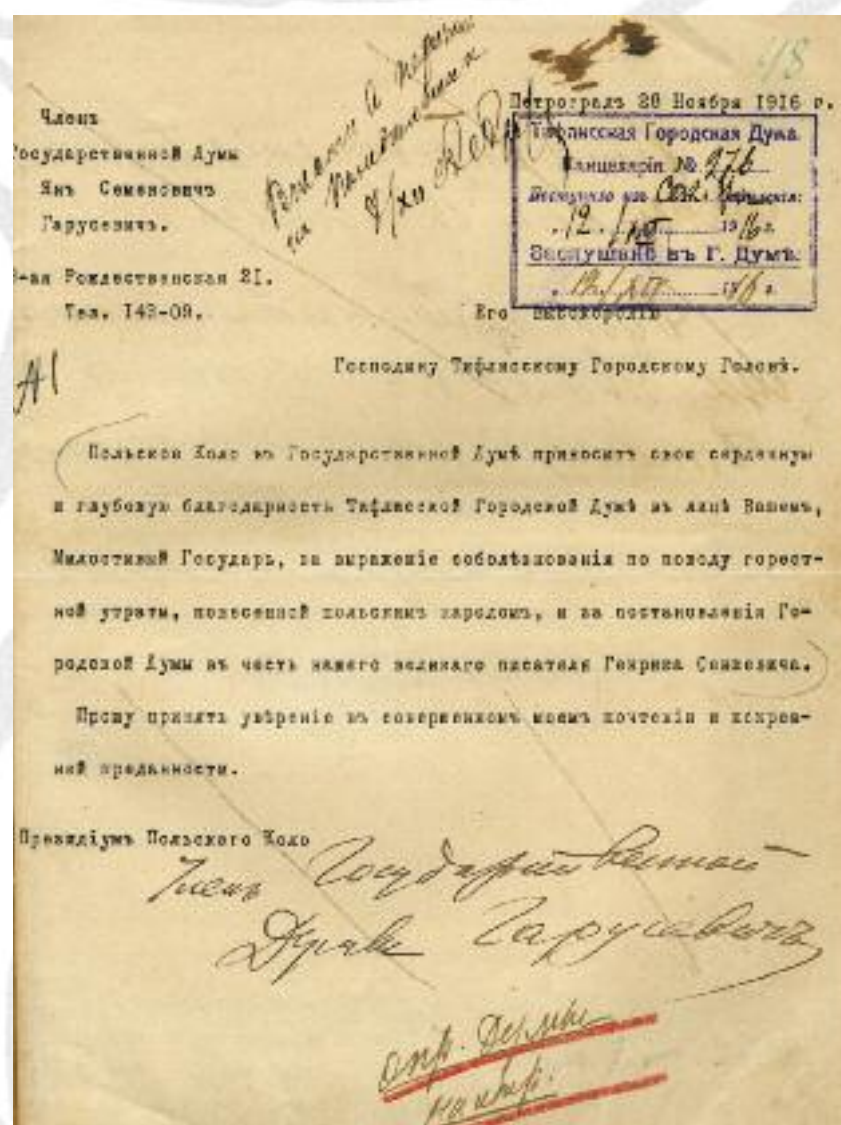 Членъ
Государственной Думы
Янъ Семеновичъ
Гарусевичъ.
-ая Рождественская 21.
Тел. 143-09.
Петроградъ 28 Ноября 1916 г.
Тифлисская Городская Дума
Канцелярія № 276
Поступило
12. / XII 1916 г.
Заслушано въ Г. Думѣ
12/XII 1916 г.
Его Высокородію
Господину Тифлисскому Городскому Головѣ.
Польское Коло въ Государственной Думѣ приноситъ свою сердечную
и глубокую благодарность Тифлисской Городской Думѣ въ лицѣ Вашемъ,
Милостивый Государь, за выраженіе соболѣзнованія по поводу горест-
ной утраты, понесенной польскимъ народомъ, и за постановленія Го-
родской Думы въ честь нашего великаго писателя Генрика Сенкевича.
Прошу принять увѣреніе въ совершенномъ моемъ почтеніи и искрен-
ней преданности.
Президіумъ Польского Коло
Членъ Государственной
Думы Гарусевичъ